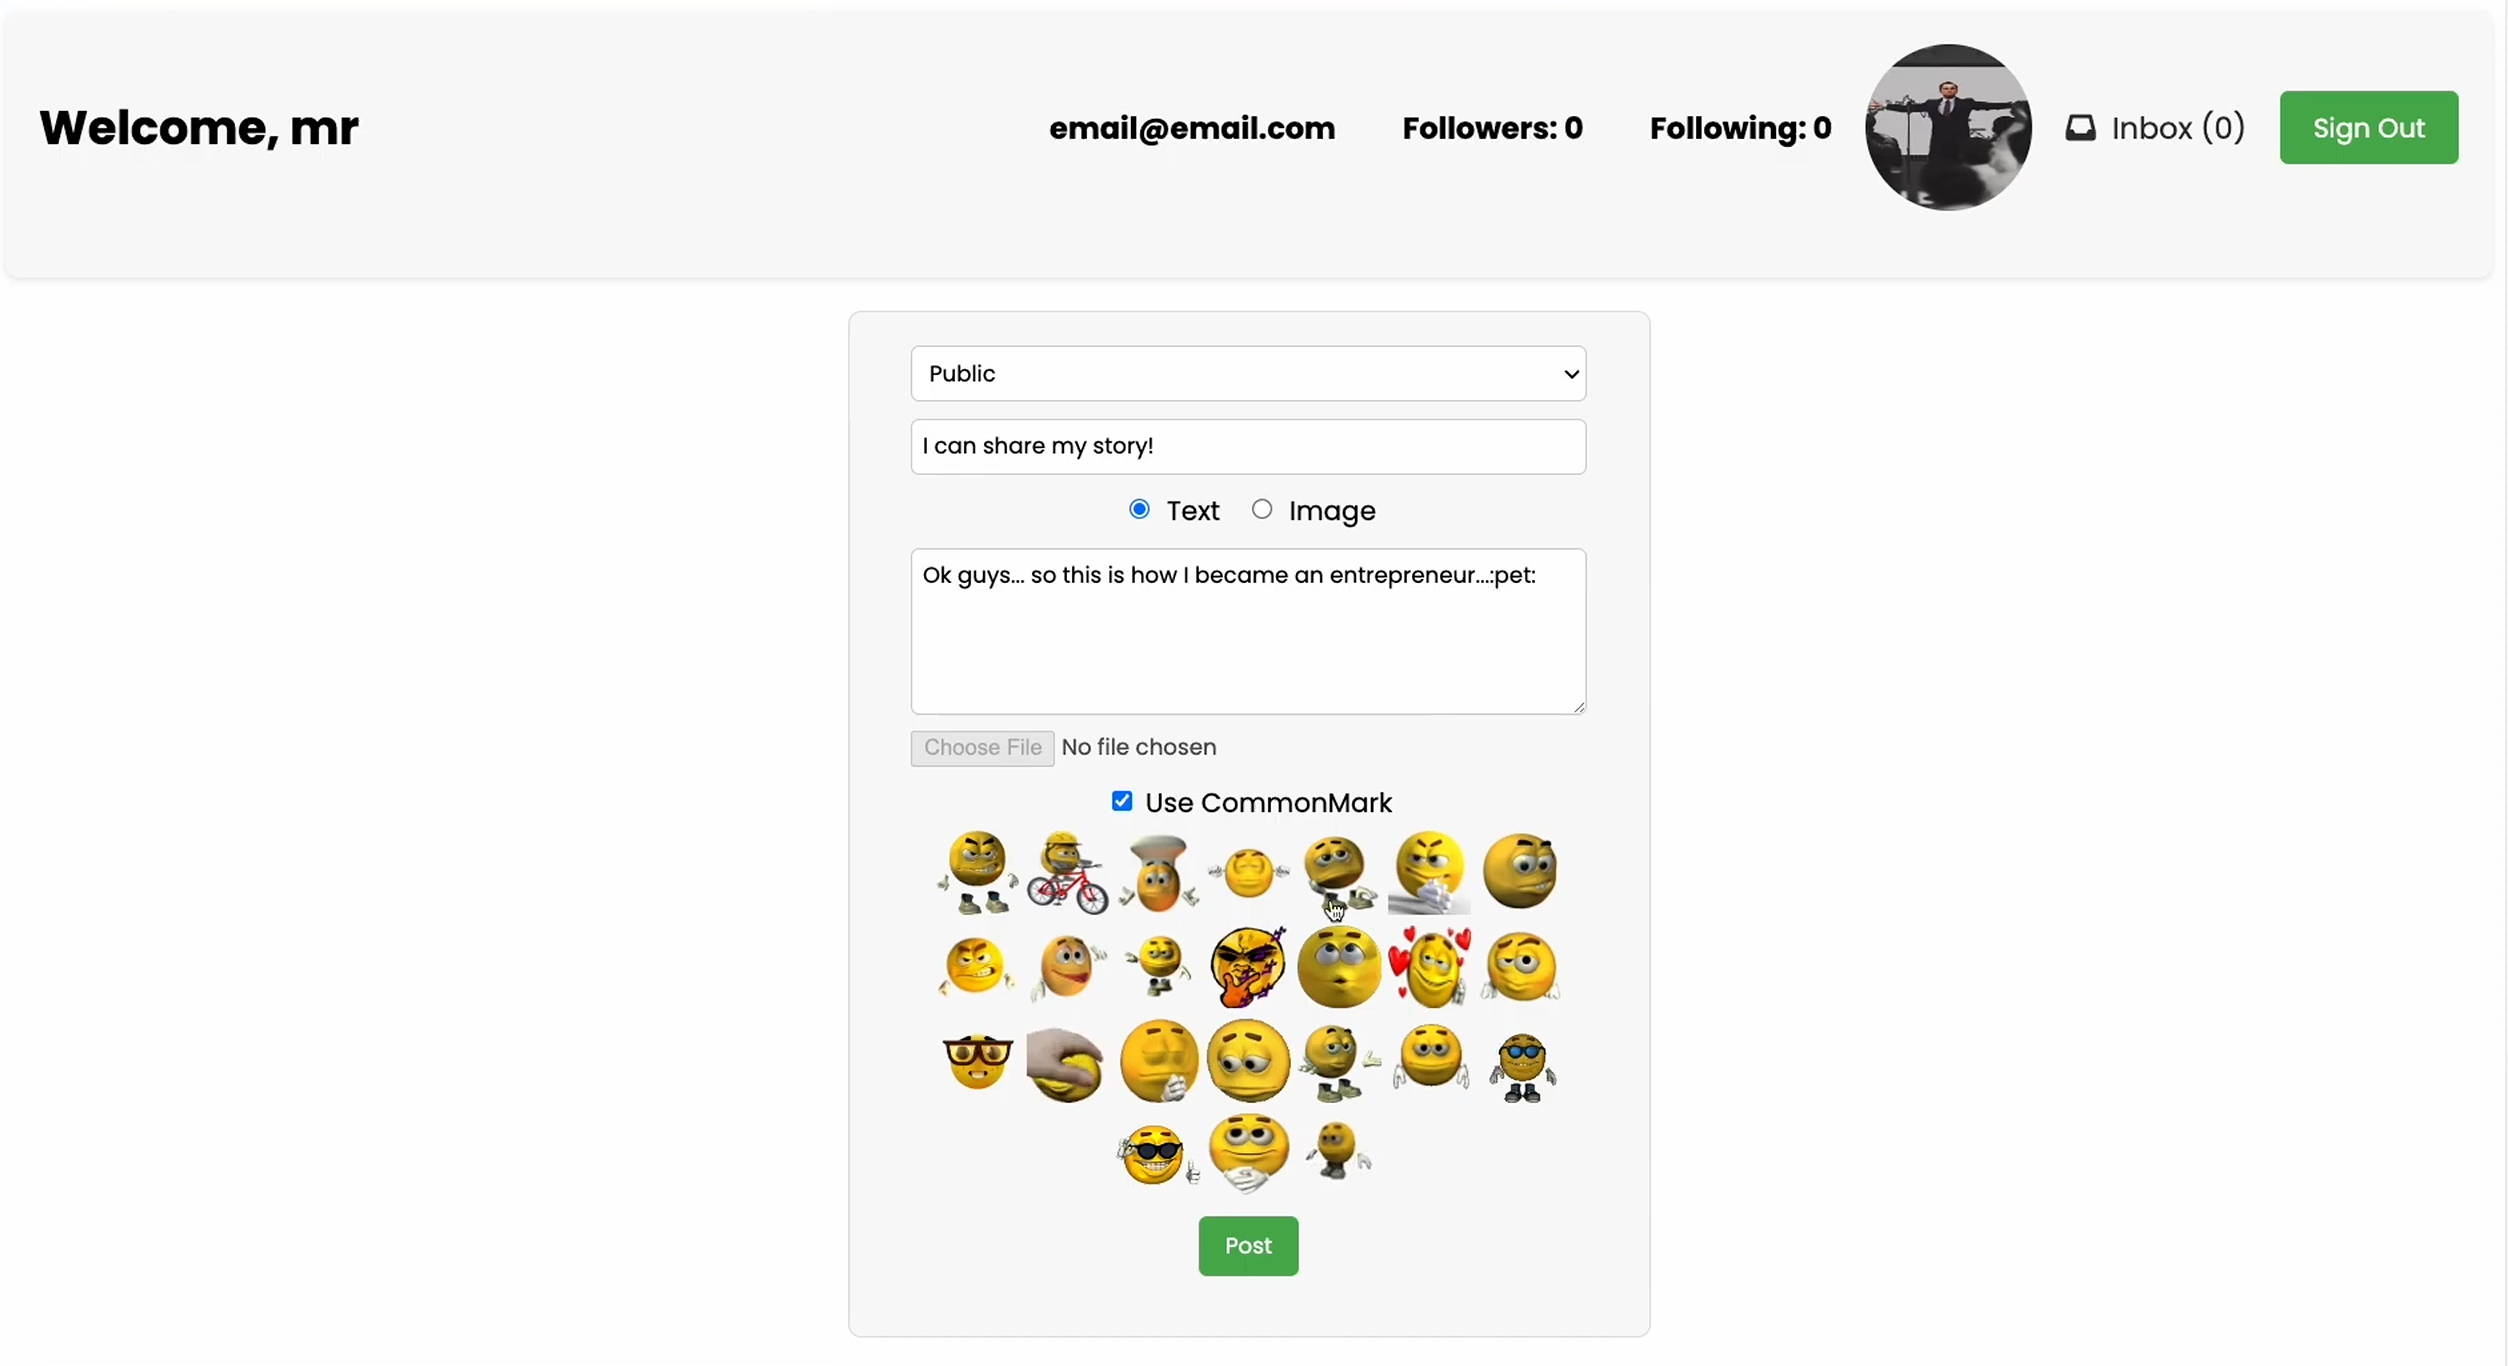 Welcome, mr
email@email.com
Followers: 0
Following: 0
Inbox (0)
Sign Out
Public
I can share my story!
Text
Image
Ok guys... so this is how I became an entrepreneur...:pet:
Choose File No file chosen
Use CommonMark
Post